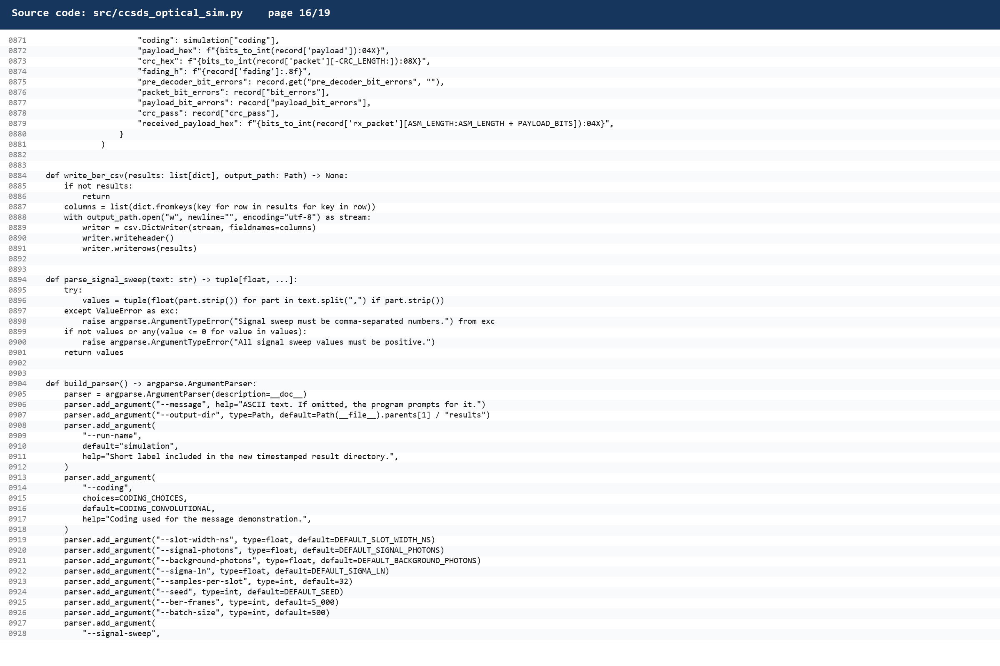 Source code: src/ccsds_optical_sim.py    page 16/19
0871                        "coding": simulation["coding"],
0872                        "payload_hex": f"{bits_to_int(record['payload']):04X}",
0873                        "crc_hex": f"{bits_to_int(record['packet'][-CRC_LENGTH:]):08X}",
0874                        "fading_h": f"{record['fading']:.8f}",
0875                        "pre_decoder_bit_errors": record.get("pre_decoder_bit_errors", ""),
0876                        "packet_bit_errors": record["bit_errors"],
0877                        "payload_bit_errors": record["payload_bit_errors"],
0878                        "crc_pass": record["crc_pass"],
0879                        "received_payload_hex": f"{bits_to_int(record['rx_packet'][ASM_LENGTH:ASM_LENGTH + PAYLOAD_BITS]):04X}",
0880                    }
0881                )
0882
0883
0884    def write_ber_csv(results: list[dict], output_path: Path) -> None:
0885        if not results:
0886            return
0887        columns = list(dict.fromkeys(key for row in results for key in row))
0888        with output_path.open("w", newline="", encoding="utf-8") as stream:
0889            writer = csv.DictWriter(stream, fieldnames=columns)
0890            writer.writeheader()
0891            writer.writerows(results)
0892
0893
0894    def parse_signal_sweep(text: str) -> tuple[float, ...]:
0895        try:
0896            values = tuple(float(part.strip()) for part in text.split(",") if part.strip())
0897        except ValueError as exc:
0898            raise argparse.ArgumentTypeError("Signal sweep must be comma-separated numbers.") from exc
0899        if not values or any(value <= 0 for value in values):
0900            raise argparse.ArgumentTypeError("All signal sweep values must be positive.")
0901        return values
0902
0903
0904    def build_parser() -> argparse.ArgumentParser:
0905        parser = argparse.ArgumentParser(description=__doc__)
0906        parser.add_argument("--message", help="ASCII text. If omitted, the program prompts for it.")
0907        parser.add_argument("--output-dir", type=Path, default=Path(__file__).parents[1] / "results")
0908        parser.add_argument(
0909            "--run-name",
0910            default="simulation",
0911            help="Short label included in the new timestamped result directory.",
0912        )
0913        parser.add_argument(
0914            "--coding",
0915            choices=CODING_CHOICES,
0916            default=CODING_CONVOLUTIONAL,
0917            help="Coding used for the message demonstration.",
0918        )
0919        parser.add_argument("--slot-width-ns", type=float, default=DEFAULT_SLOT_WIDTH_NS)
0920        parser.add_argument("--signal-photons", type=float, default=DEFAULT_SIGNAL_PHOTONS)
0921        parser.add_argument("--background-photons", type=float, default=DEFAULT_BACKGROUND_PHOTONS)
0922        parser.add_argument("--sigma-ln", type=float, default=DEFAULT_SIGMA_LN)
0923        parser.add_argument("--samples-per-slot", type=int, default=32)
0924        parser.add_argument("--seed", type=int, default=DEFAULT_SEED)
0925        parser.add_argument("--ber-frames", type=int, default=5_000)
0926        parser.add_argument("--batch-size", type=int, default=500)
0927        parser.add_argument(
0928            "--signal-sweep",